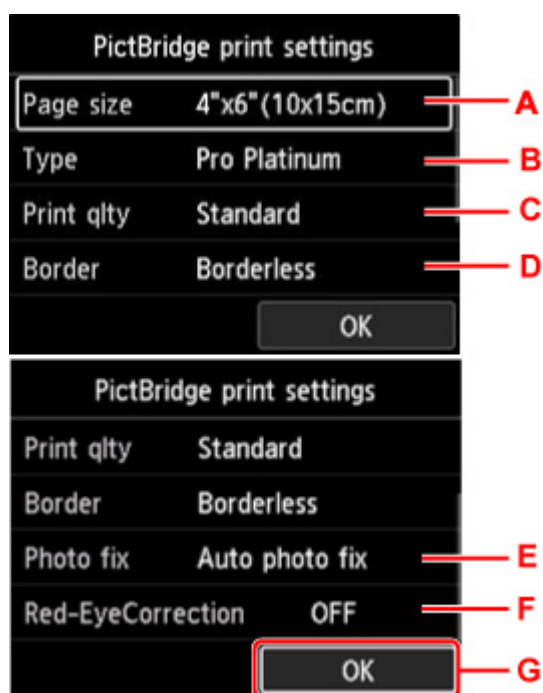 PictBridge print settings
Page size 4"x6"(10x15cm) A
Type Pro Platinum B
Print qlty Standard C
Border Borderless D
OK
PictBridge print settings
Print qlty Standard
Border Borderless
Photo fix Auto photo fix E
Red-EyeCorrection OFF F
OK G